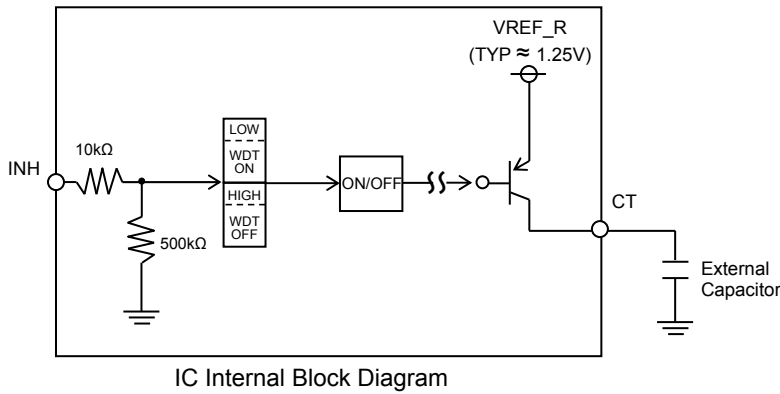 VREF_R
(TYP ≈ 1.25V)
INH
10kΩ
500kΩ
LOW
WDT
ON
HIGH
WDT
OFF
ON/OFF
CT
External
Capacitor
IC Internal Block Diagram